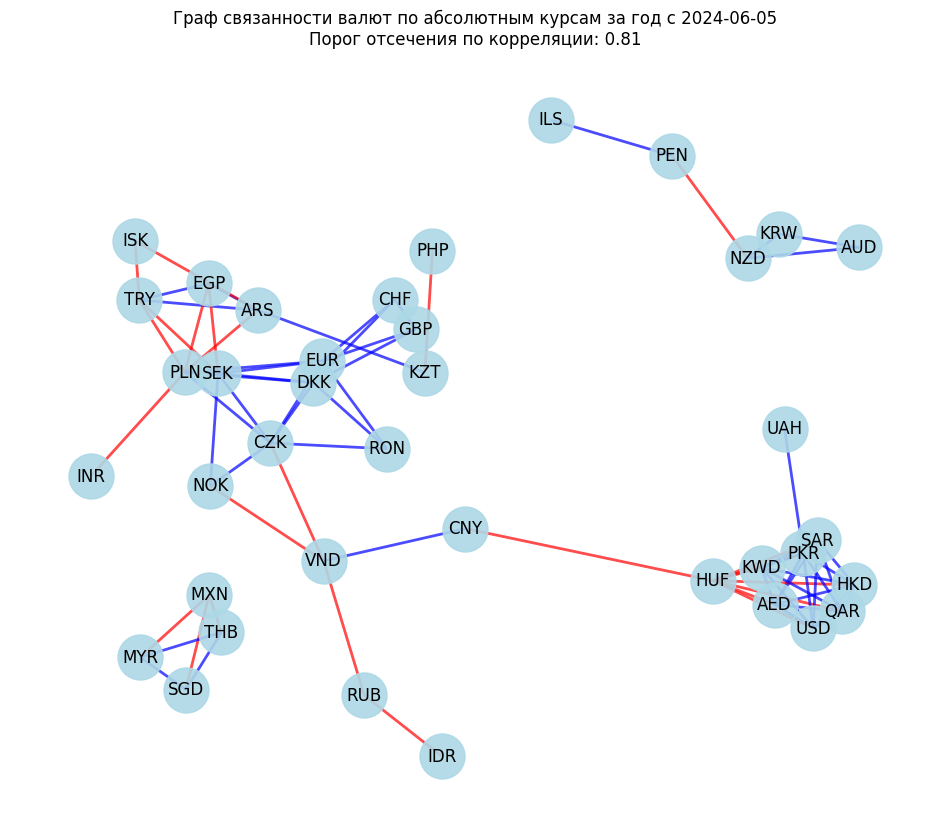 Граф связанности валют по абсолютным курсам за год с 2024-06-05
Порог отсечения по корреляции: 0.81
ILS
PEN
KRW
AUD
NZD
ISK
PHP
EGP
TRY
ARS
CHF
GBP
EUR
PLN
SEK
DKK
KZT
UAH
CZK
RON
INR
NOK
CNY
SAR
PKR
VND
KWD
HUF
HKD
MXN
AED
QAR
USD
THB
MYR
SGD
RUB
IDR